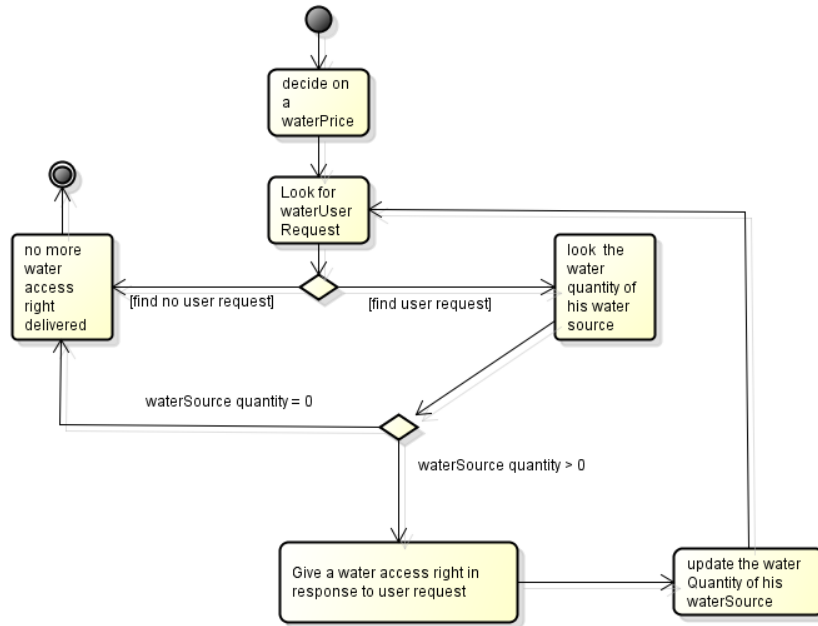 decide on
a
waterPrice
Look for
waterUser
Request
no more
water
access
right
delivered
look the
water
quantity of
his water
source
[find no user request]
[find user request]
waterSource quantity = 0
waterSource quantity > 0
Give a water access right in
response to user request
update the water
Quantity of his
waterSource